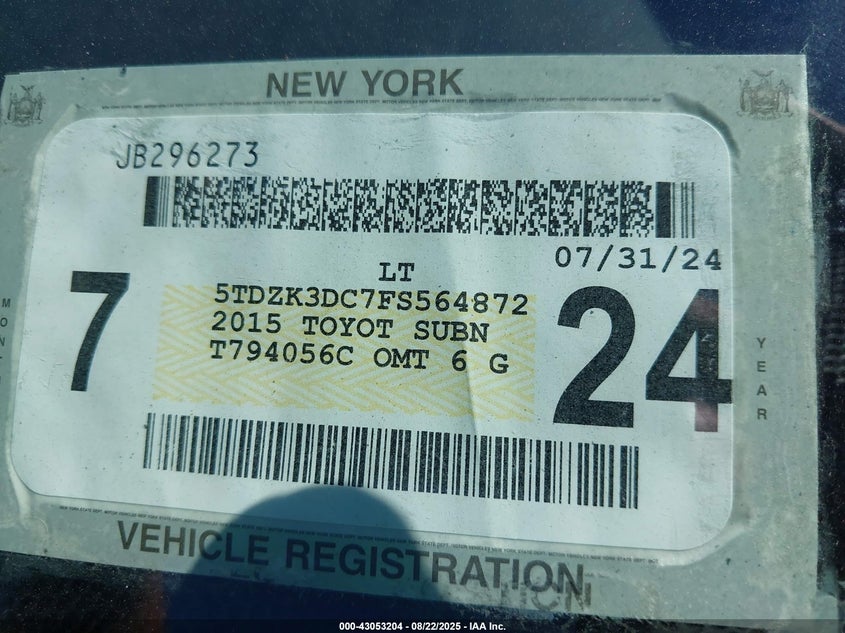 NEW YORK
JB296273
07/31/24
LT
5TDZK3DC7FS564872
2015 TOYOT SUBN
T794056C OMT 6 G
7
24
YEAR
VEHICLE REGISTRATION
000-43053204 - 08/22/2025 - IAA Inc.